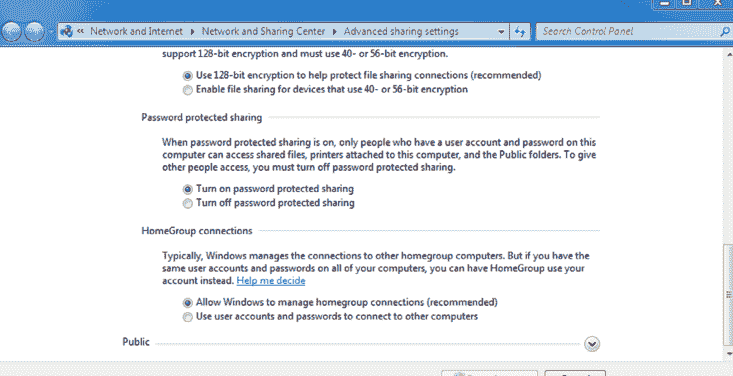 « Network and Internet ▸ Network and Sharing Center ▸ Advanced sharing settings
Search Control Panel
support 128-bit encryption and must use 40- or 56-bit encryption.
Use 128-bit encryption to help protect file sharing connections (recommended)
Enable file sharing for devices that use 40- or 56-bit encryption
Password protected sharing
When password protected sharing is on, only people who have a user account and password on this
computer can access shared files, printers attached to this computer, and the Public folders. To give
other people access, you must turn off password protected sharing.
Turn on password protected sharing
Turn off password protected sharing
HomeGroup connections
Typically, Windows manages the connections to other homegroup computers. But if you have the
same user accounts and passwords on all of your computers, you can have HomeGroup use your
account instead. Help me decide
Allow Windows to manage homegroup connections (recommended)
Use user accounts and passwords to connect to other computers
Public